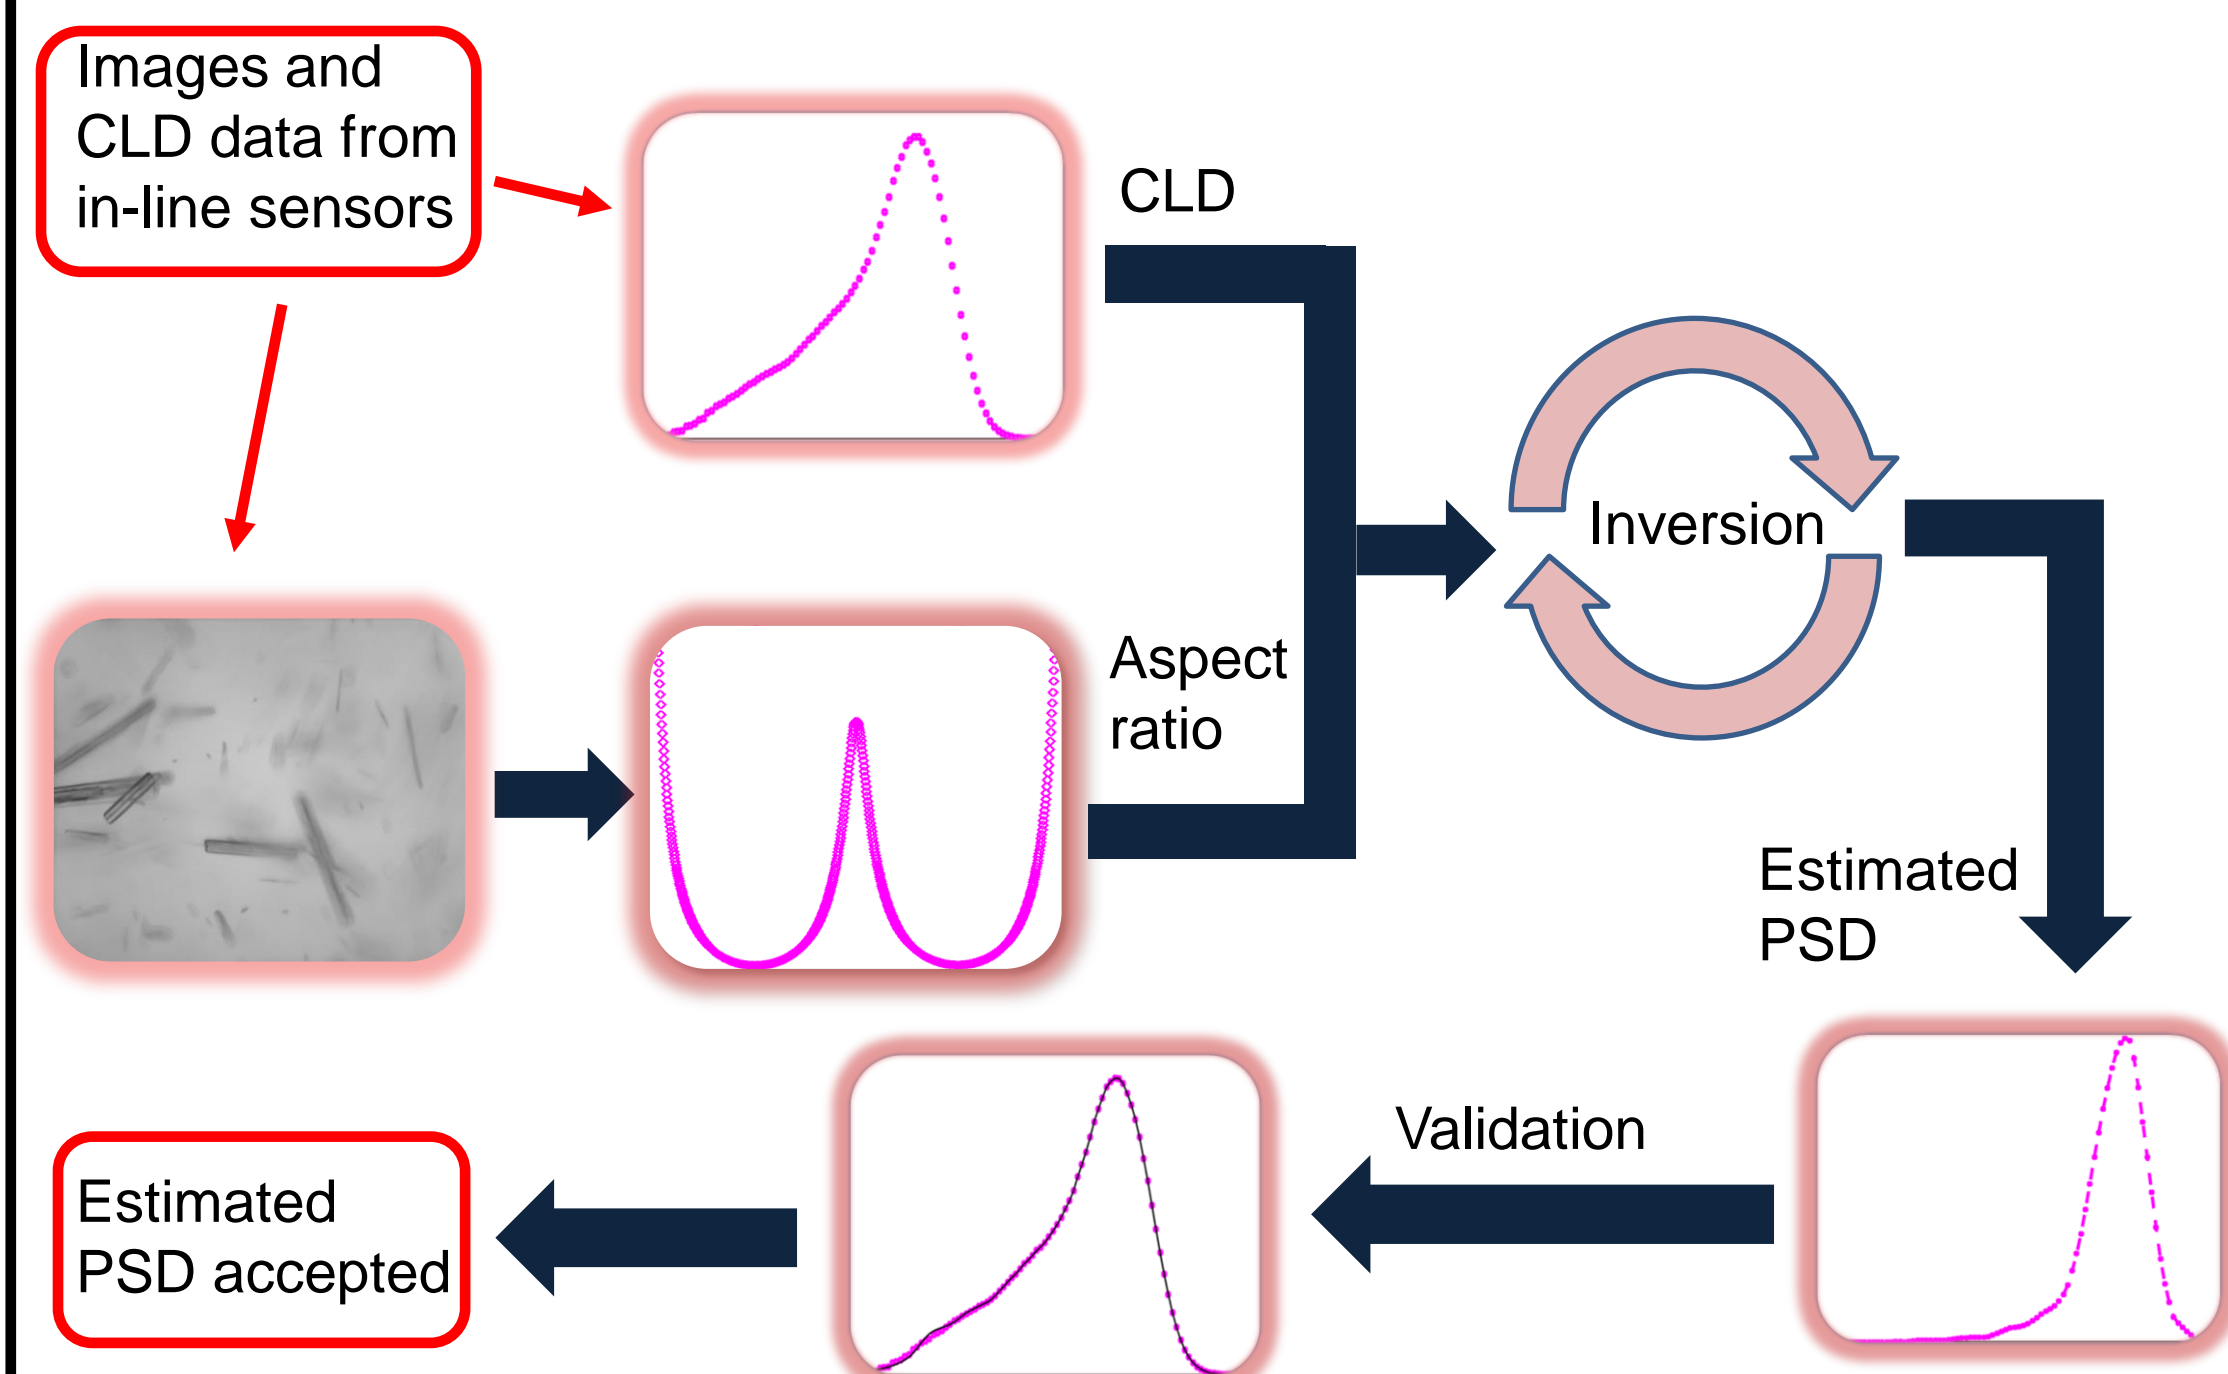 Images and
CLD data from
in-line sensors
CLD
Inversion
Aspect
ratio
Estimated
PSD
Validation
Estimated
PSD accepted